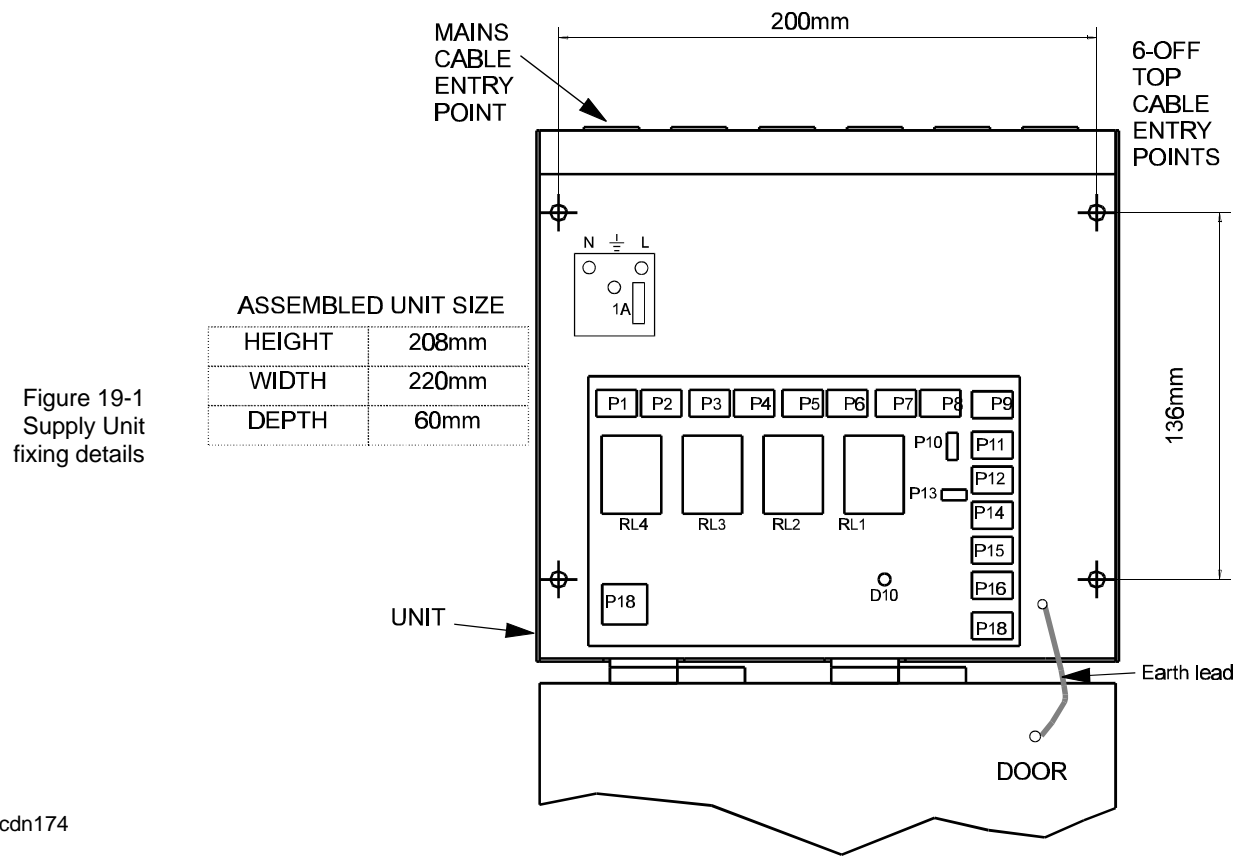 MAINS
CABLE
ENTRY
POINT
200mm
6-OFF
TOP
CABLE
ENTRY
POINTS
N L
1A
ASSEMBLED UNIT SIZE
HEIGHT 208mm
WIDTH 220mm
DEPTH 60mm
Figure 19-1
Supply Unit
fixing details
136mm
P1 P2 P3 P4 P5 P6 P7 P8 P9
P10 P11
P12
P13
P14
RL4 RL3 RL2 RL1
P15
D10
P16
P18
P18
UNIT
Earth lead
DOOR
cdn174